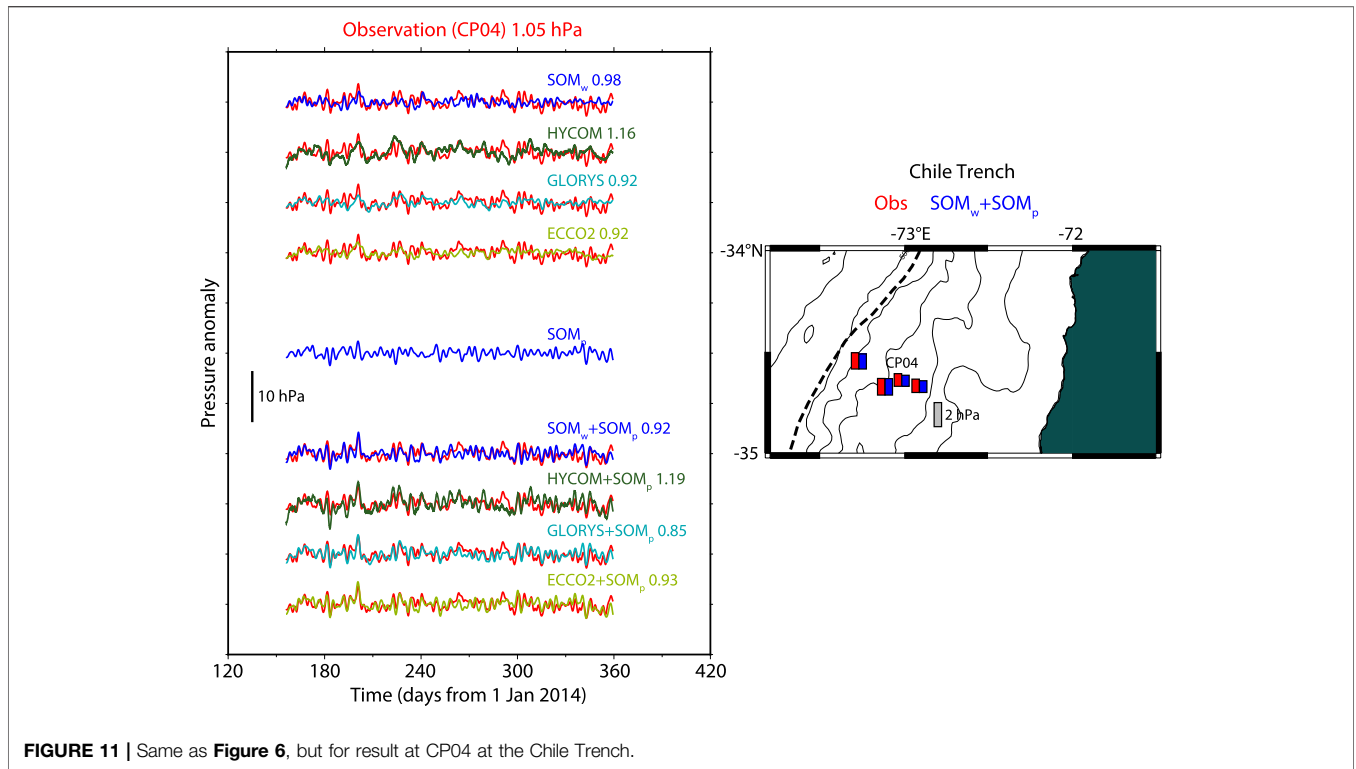 Observation (CP04) 1.05 hPa
SOMw 0.98
HYCOM 1.16
GLORYS 0.92
ECCO2 0.92
SOMp
Pressure anomaly
10 hPa
SOMw+SOMp 0.92
HYCOM+SOMp 1.19
GLORYS+SOMp 0.85
ECCO2+SOMp 0.93
120 180 240 300 360 420
Time (days from 1 Jan 2014)
Chile Trench
Obs SOMw+SOMp
-73°E -72
-34°N
CP04
2 hPa
-35
FIGURE 11 | Same as Figure 6, but for result at CP04 at the Chile Trench.